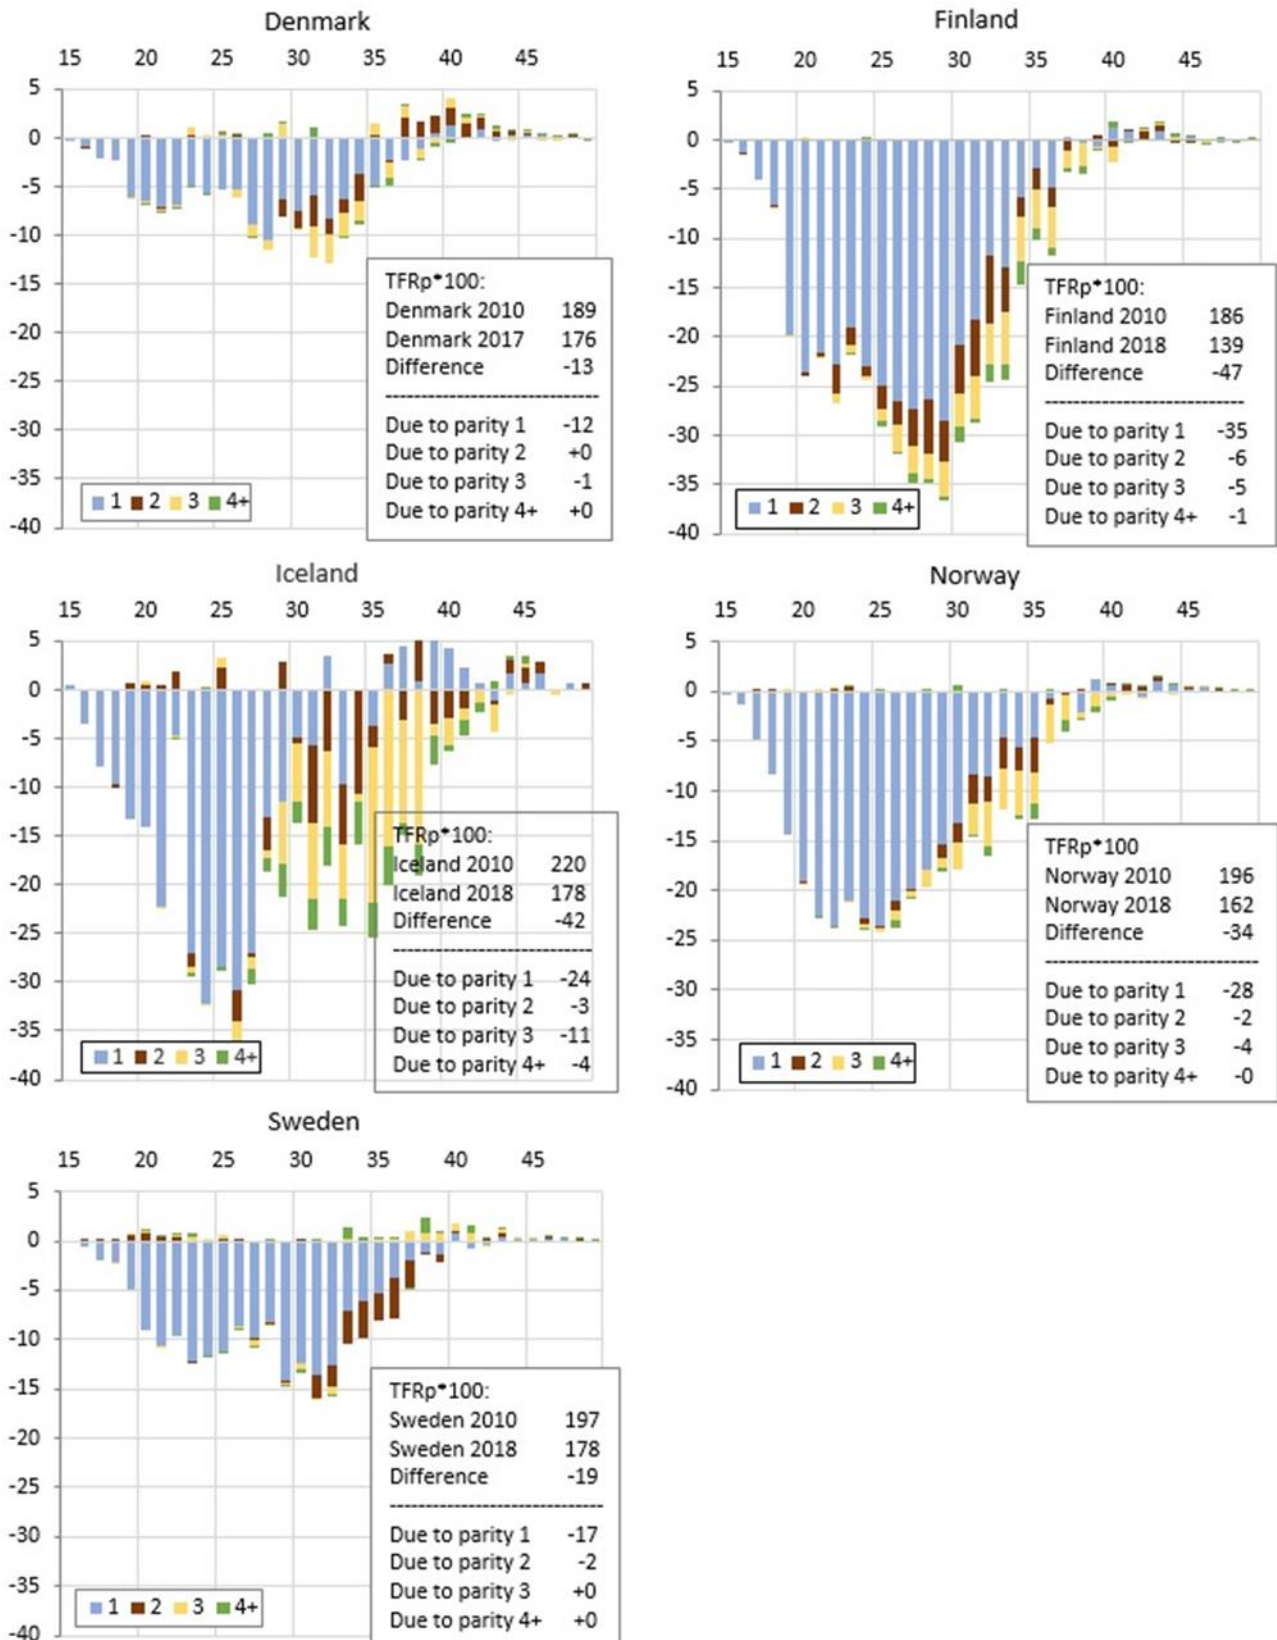 Denmark
15 20 25 30 35 40 45
5
0
-5
-10
-15
-20
-25
-30
-35
-40
TFRp*100:
Denmark 2010 189
Denmark 2017 176
Difference -13
------------------------------
Due to parity 1 -12
Due to parity 2 +0
Due to parity 3 -1
Due to parity 4+ +0
1 2 3 4+
Finland
15 20 25 30 35 40 45
5
0
-5
-10
-15
-20
-25
-30
-35
-40
TFRp*100:
Finland 2010 186
Finland 2018 139
Difference -47
----------------------------
Due to parity 1 -35
Due to parity 2 -6
Due to parity 3 -5
Due to parity 4+ -1
1 2 3 4+
Iceland
15 20 25 30 35 40 45
5
0
-5
-10
-15
-20
-25
-30
-35
-40
TFRp*100:
Iceland 2010 220
Iceland 2018 178
Difference -42
----------------------------
Due to parity 1 -24
Due to parity 2 -3
Due to parity 3 -11
Due to parity 4+ -4
1 2 3 4+
Norway
15 20 25 30 35 40 45
5
0
-5
-10
-15
-20
-25
-30
-35
-40
TFRp*100
Norway 2010 196
Norway 2018 162
Difference -34
------------------------------
Due to parity 1 -28
Due to parity 2 -2
Due to parity 3 -4
Due to parity 4+ -0
1 2 3 4+
Sweden
15 20 25 30 35 40 45
5
0
-5
-10
-15
-20
-25
-30
-35
-40
TFRp*100:
Sweden 2010 197
Sweden 2018 178
Difference -19
------------------------------
Due to parity 1 -17
Due to parity 2 -2
Due to parity 3 +0
Due to parity 4+ +0
1 2 3 4+